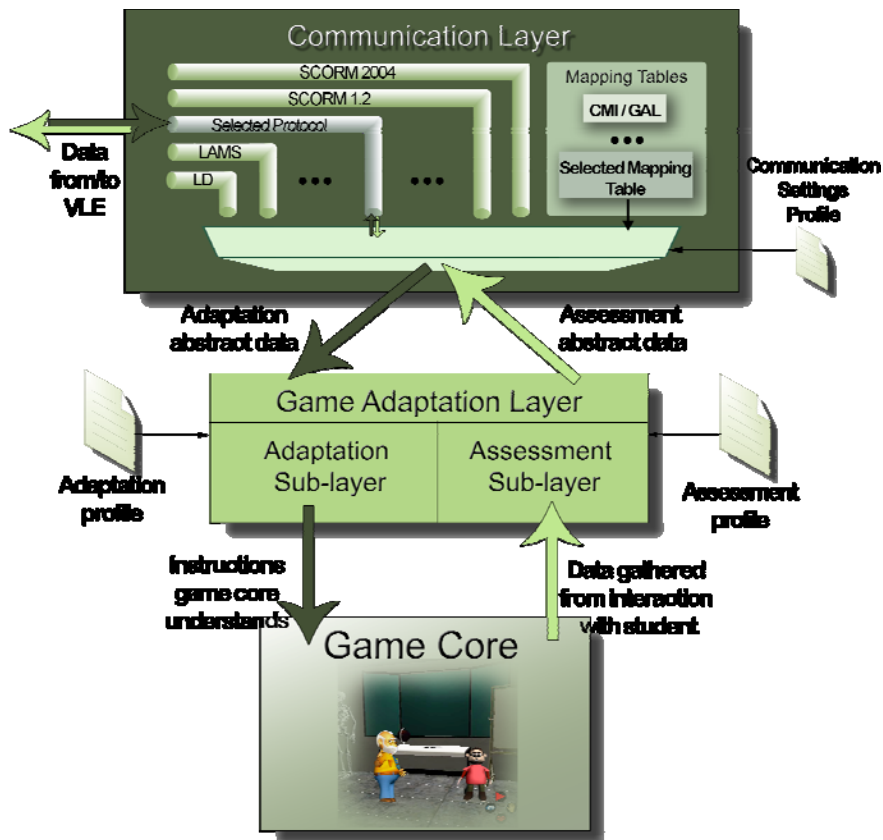 Communication Layer
SCORM 2004
SCORM 1.2
Selected Protocol
LAMS
LD
Mapping Tables
CMI / GAL
Selected Mapping
Table
Data
from/to
VLE
Communication
Settings
Profile
Adaptation
abstract data
Assessment
abstract data
Game Adaptation Layer
Adaptation
Sub-layer
Assessment
Sub-layer
Adaptation
profile
Assessment
profile
Instructions
game core
understands
Data gathered
from interaction
with student
Game Core